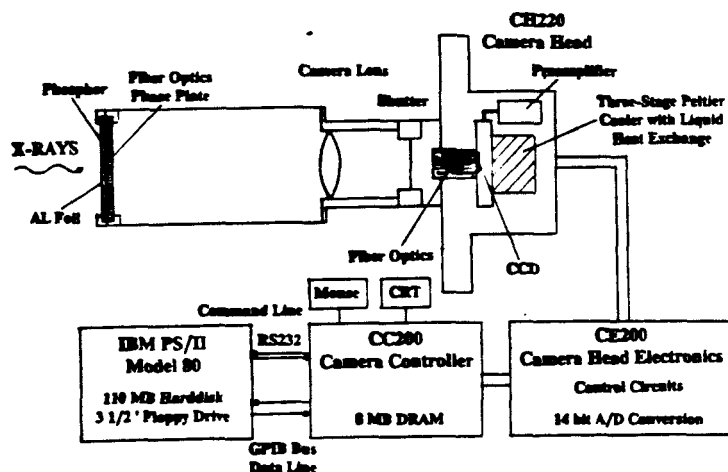 CH220
Camera Head
Preamplifier
Camera Lens
Shutter
Fiber Optics
Phase Plate
Phosphor
X-RAYS
AL Foil
Three-Stage Peltier
Cooler with Liquid
Heat Exchange
Fiber Optics
CCD
Mouse
CRT
Command Line
RS232
IBM PS/II
Model 80
110 MB Harddisk
3 1/2 ' Floppy Drive
GPIB Bus
Data Line
CC200
Camera Controller
8 MB DRAM
CE200
Camera Head Electronics
Control Circuits
14 bit A/D Conversion